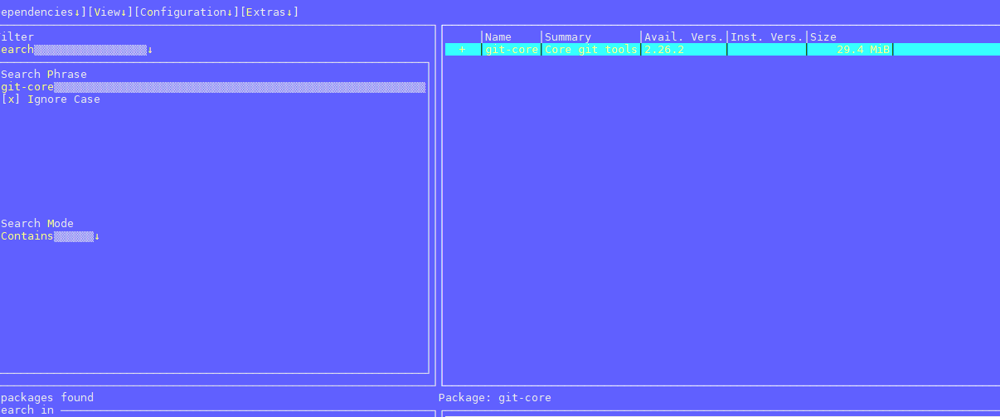 ependencies↓][View↓][Configuration↓][Extras↓]
ilter
earch ↓
Search Phrase
git-core
[x] Ignore Case
Search Mode
Contains ↓
packages found
earch in
|Name |Summary |Avail. Vers.|Inst. Vers.|Size
+ |git-core|Core git tools|2.26.2 | | 29.4 MiB|
Package: git-core